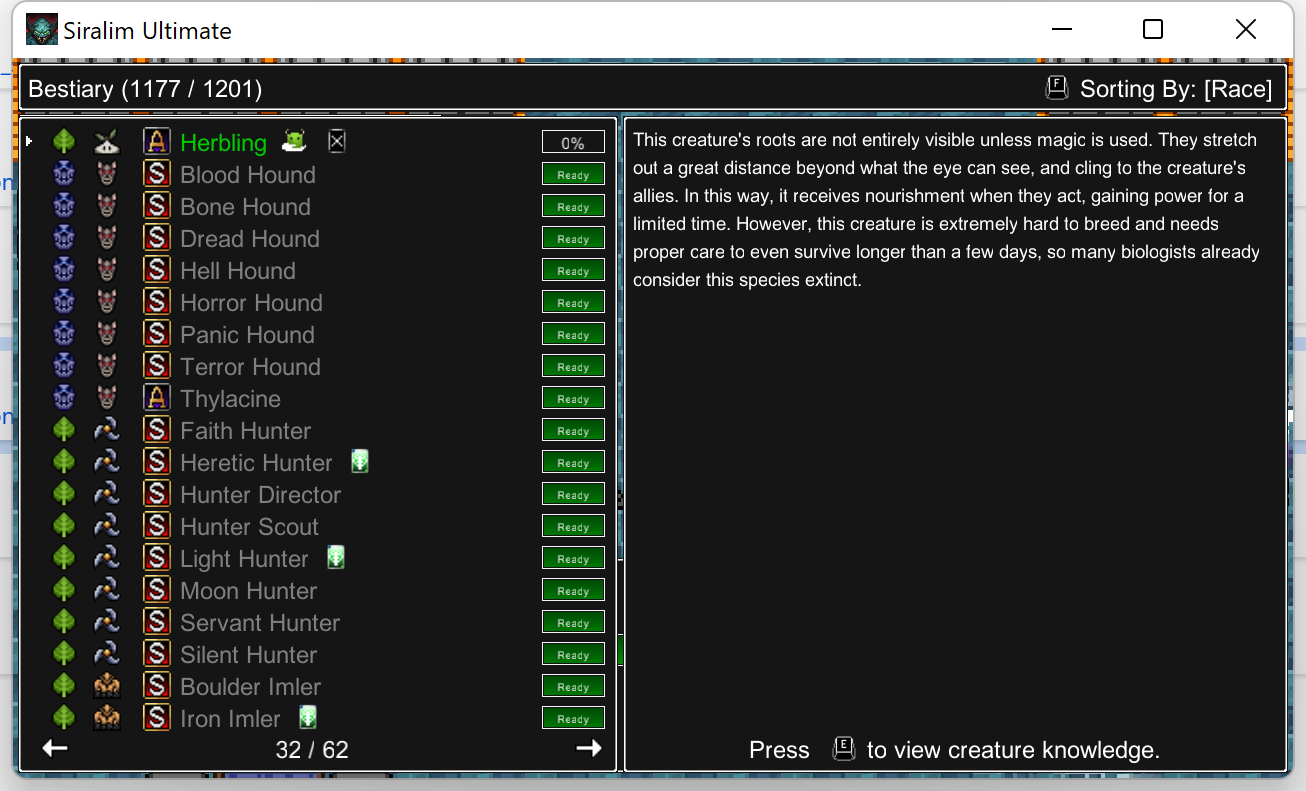 Siralim Ultimate
Bestiary (1177 / 1201)
F Sorting By: [Race]
A Herbling 0%
S Blood Hound Ready
S Bone Hound Ready
S Dread Hound Ready
S Hell Hound Ready
S Horror Hound Ready
S Panic Hound Ready
S Terror Hound Ready
A Thylacine Ready
S Faith Hunter Ready
S Heretic Hunter Ready
S Hunter Director Ready
S Hunter Scout Ready
S Light Hunter Ready
S Moon Hunter Ready
S Servant Hunter Ready
S Silent Hunter Ready
S Boulder Imler Ready
S Iron Imler Ready
32 / 62
This creature's roots are not entirely visible unless magic is used. They stretch
out a great distance beyond what the eye can see, and cling to the creature's
allies. In this way, it receives nourishment when they act, gaining power for a
limited time. However, this creature is extremely hard to breed and needs
proper care to even survive longer than a few days, so many biologists already
consider this species extinct.
Press E to view creature knowledge.